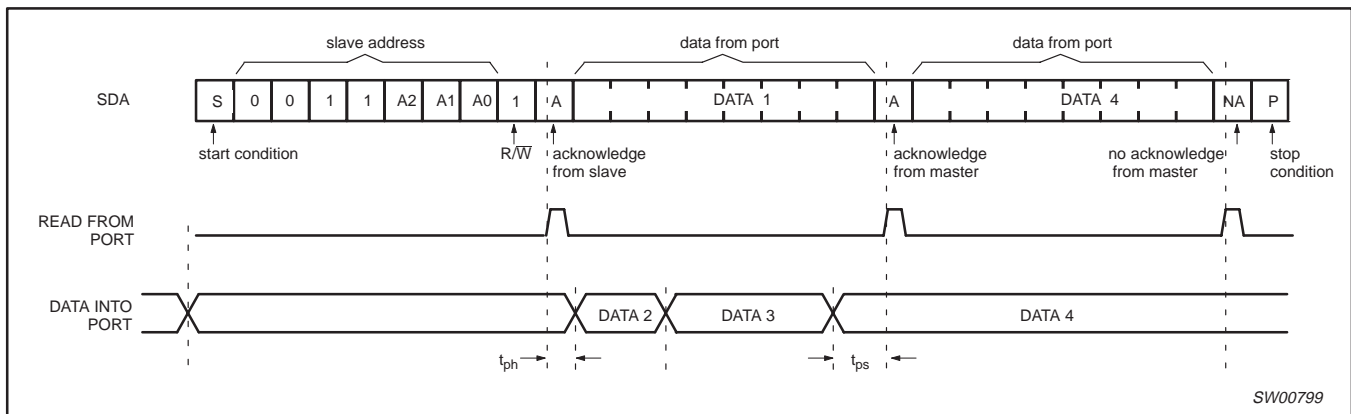 slave address
data from port
data from port
SDA
S 0 0 1 1 A2 A1 A0 1 A DATA 1 A DATA 4 NA P
start condition
R/W̅
acknowledge
from slave
acknowledge
from master
no acknowledge
from master
stop
condition
READ FROM
PORT
DATA INTO
PORT
DATA 2
DATA 3
DATA 4
tph
tps
SW00799